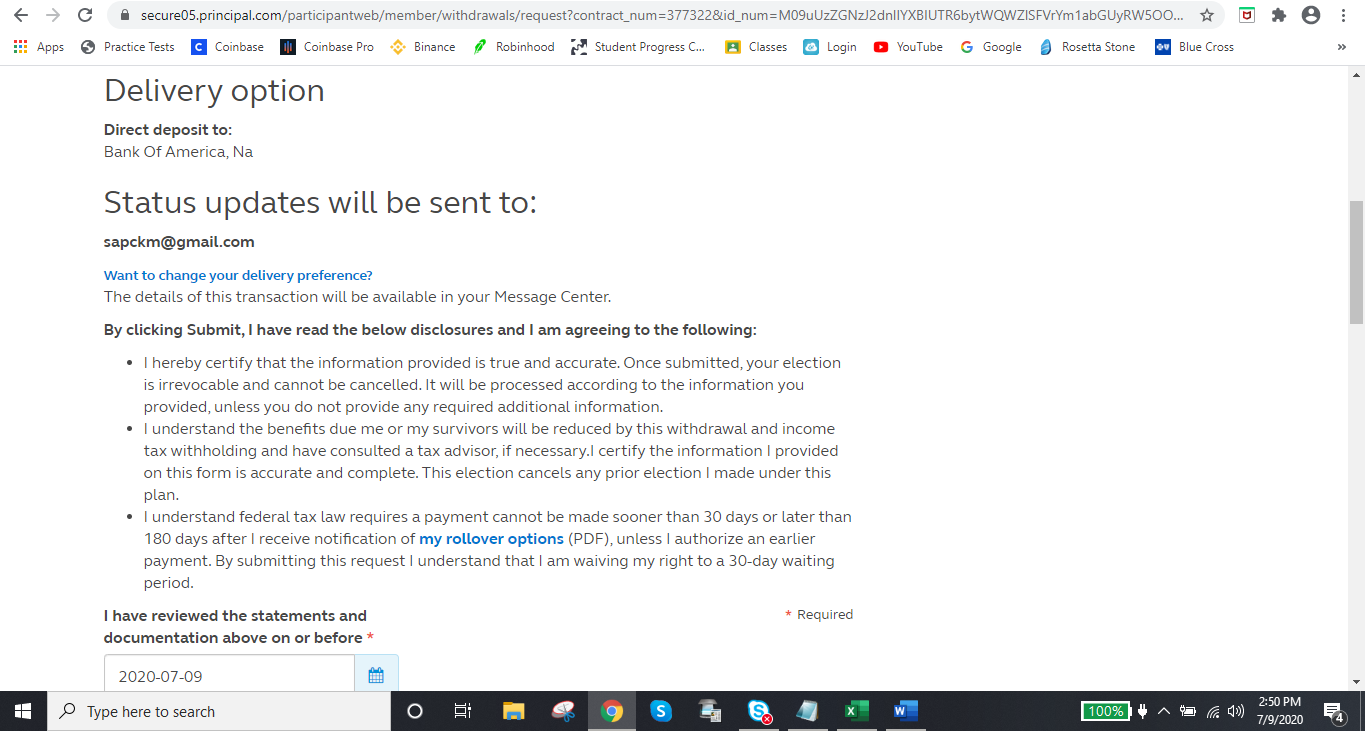 secure05.principal.com/participantweb/member/withdrawals/request?contract_num=377322&id_num=M09uUzZGNzJ2dnlIYXBIUTR6bytWQWZISFVrYm1abGUyRW5OO...
Apps Practice Tests Coinbase Coinbase Pro Binance Robinhood Student Progress C... Classes Login YouTube Google Rosetta Stone Blue Cross »
Delivery option
Direct deposit to:
Bank Of America, Na
Status updates will be sent to:
sapckm@gmail.com
Want to change your delivery preference?
The details of this transaction will be available in your Message Center.
By clicking Submit, I have read the below disclosures and I am agreeing to the following:
• I hereby certify that the information provided is true and accurate. Once submitted, your election
is irrevocable and cannot be cancelled. It will be processed according to the information you
provided, unless you do not provide any required additional information.
• I understand the benefits due me or my survivors will be reduced by this withdrawal and income
tax withholding and have consulted a tax advisor, if necessary.I certify the information I provided
on this form is accurate and complete. This election cancels any prior election I made under this
plan.
• I understand federal tax law requires a payment cannot be made sooner than 30 days or later than
180 days after I receive notification of my rollover options (PDF), unless I authorize an earlier
payment. By submitting this request I understand that I am waiving my right to a 30-day waiting
period.
I have reviewed the statements and
documentation above on or before *
* Required
2020-07-09
Type here to search
100%
2:50 PM
7/9/2020
4